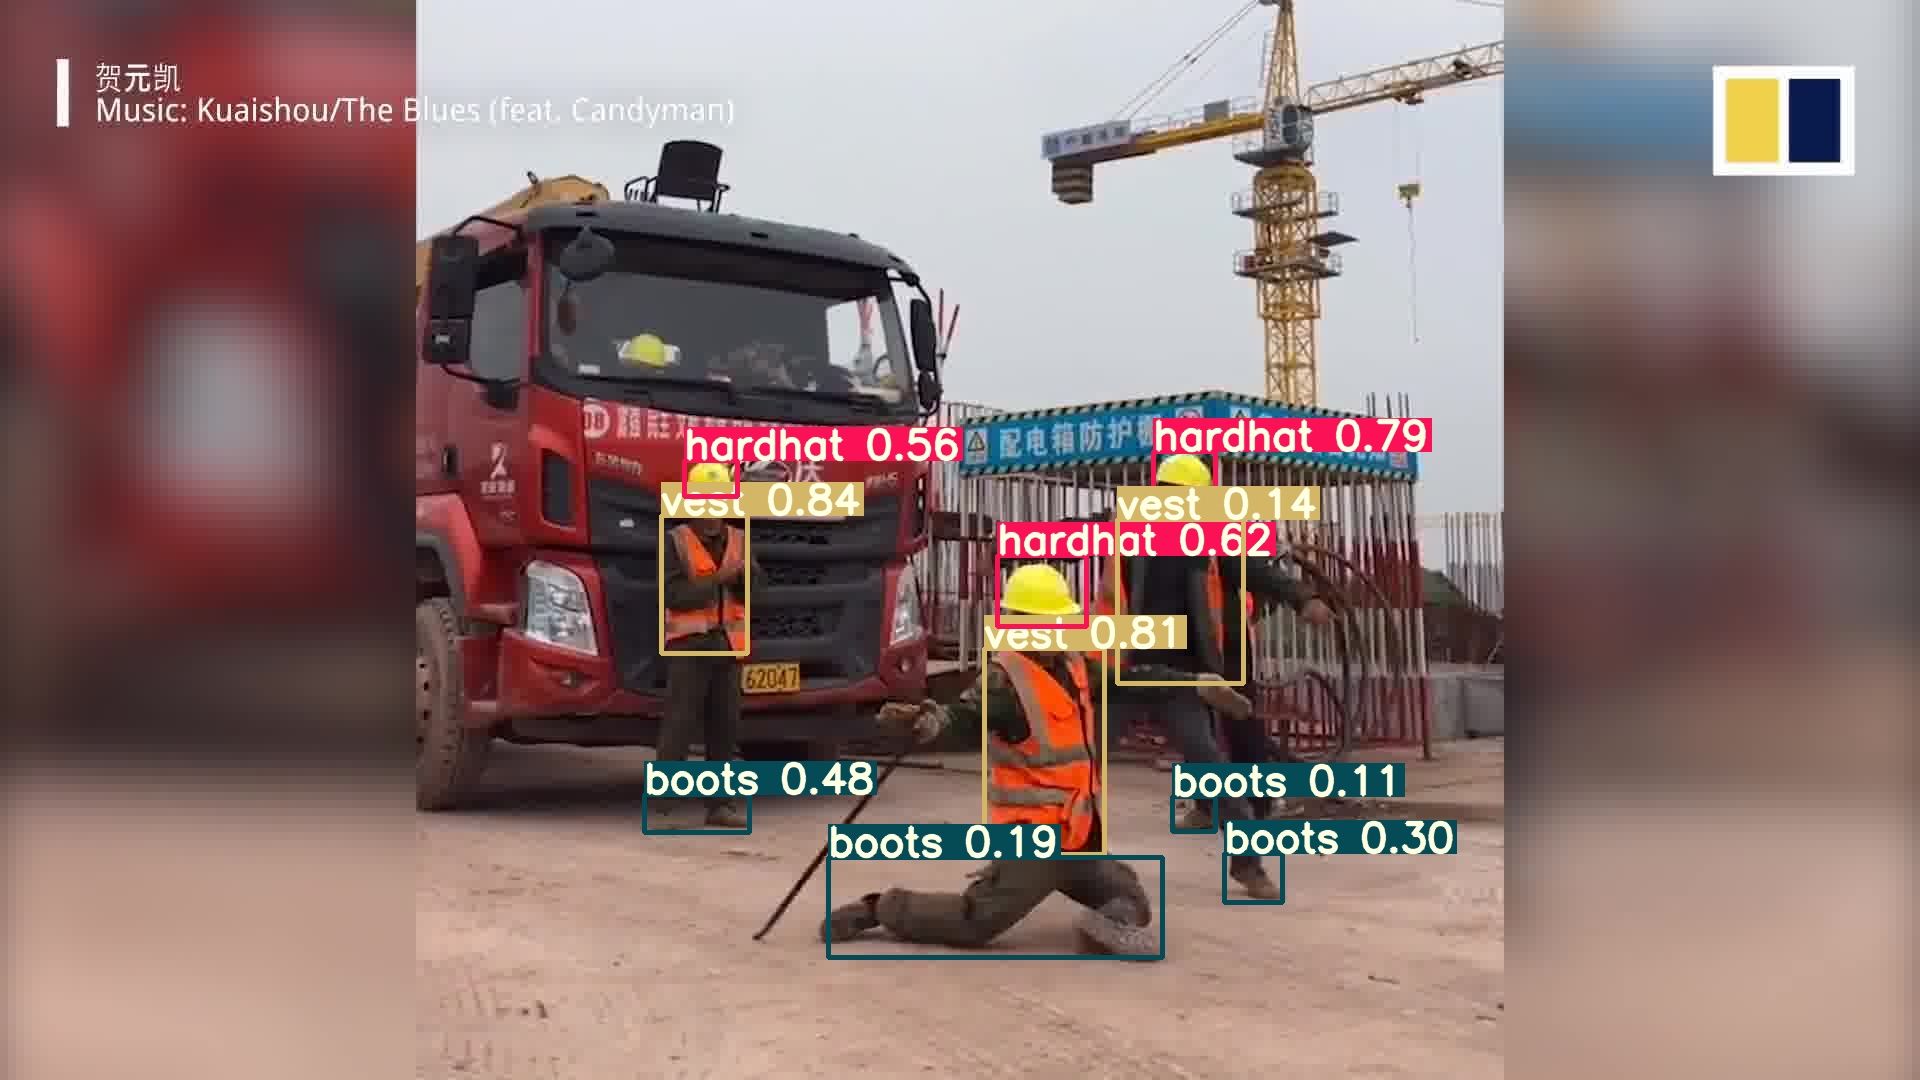 贺元凯
Music: Kuaishou/The Blues (feat. Candyman)
08
hardhat 0.56
hardhat 0.79
配电箱防护棚
vest 0.84
vest 0.14
hardhat 0.62
vest 0.81
62047
boots 0.48
boots 0.11
boots 0.19
boots 0.30